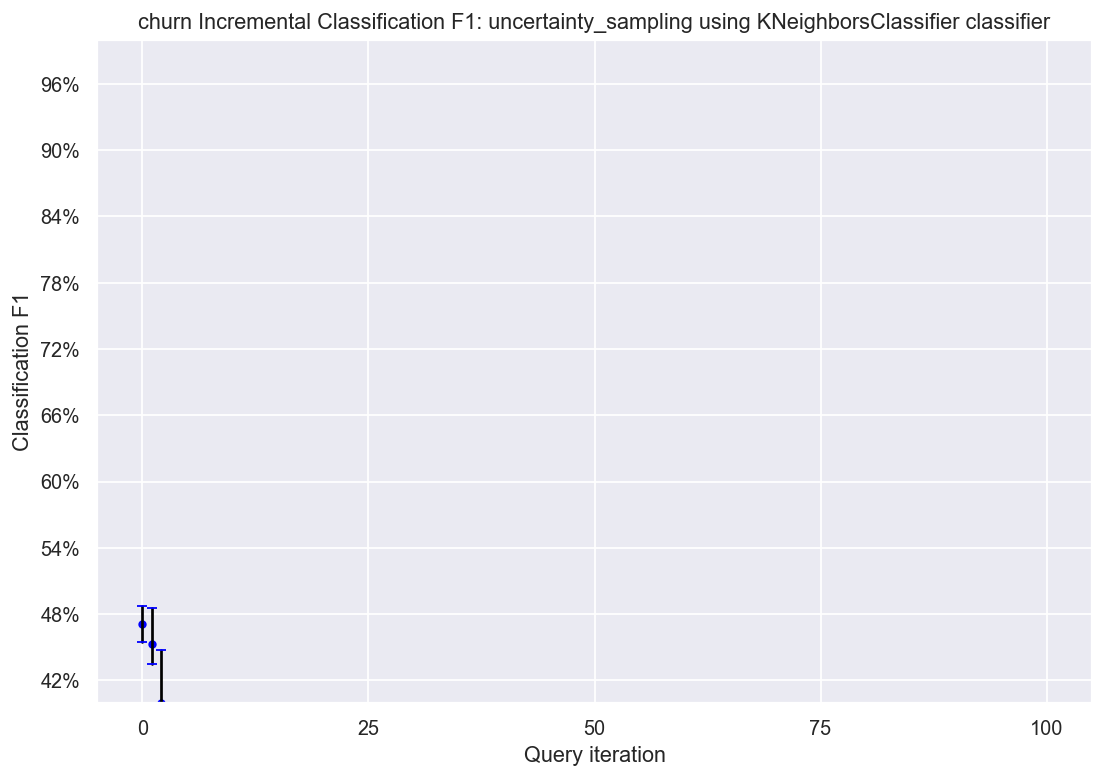 churn Incremental Classification F1: uncertainty_sampling using KNeighborsClassifier classifier
96%
90%
84%
78%
72%
66%
60%
54%
48%
42%
Classification F1
0 25 50 75 100
Query iteration